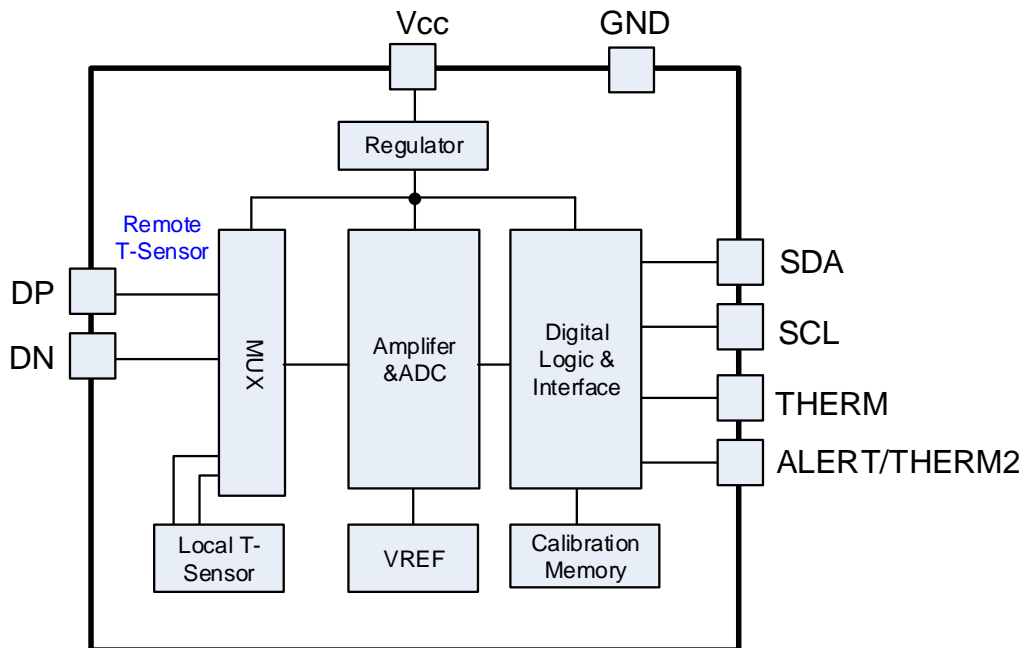 Vcc
GND
Regulator
Remote
T-Sensor
DP
DN
MUX
Amplifer
&ADC
Digital
Logic &
Interface
SDA
SCL
THERM
ALERT/THERM2
Local T-
Sensor
VREF
Calibration
Memory